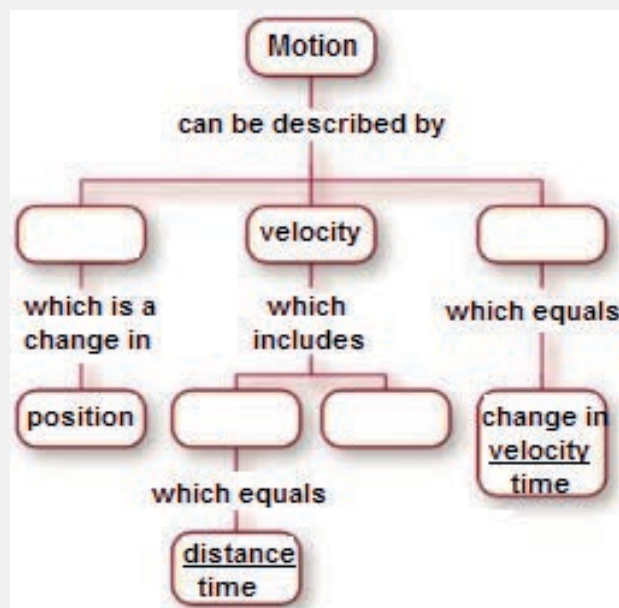 Motion
can be described by
velocity
which is a
change in
which
includes
which equals
position
change in
velocity
time
which equals
distance
time